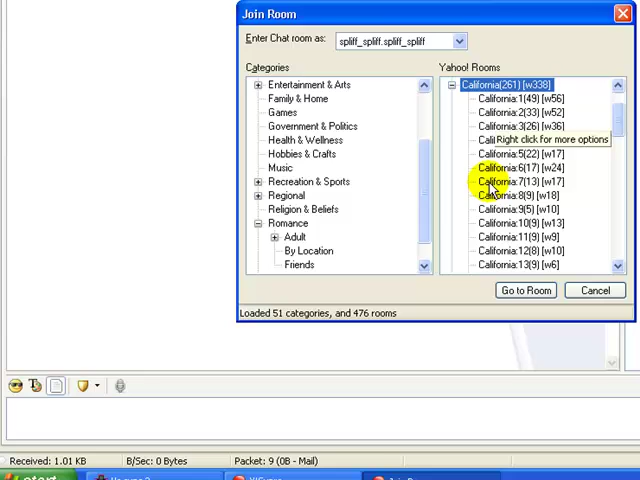 Join Room
Enter Chat room as: spliff_spliff.spliff_spliff
Categories
Entertainment & Arts
Family & Home
Games
Government & Politics
Health & Wellness
Hobbies & Crafts
Music
Recreation & Sports
Regional
Religion & Beliefs
Romance
Adult
By Location
Friends
Yahoo! Rooms
California(261) [w338]
California:1(49) [w56]
California:2(33) [w52]
California:3(26) [w36]
Right click for more options
California:5(22) [w17]
California:6(17) [w24]
California:7(13) [w17]
California:8(9) [w18]
California:9(5) [w10]
California:10(9) [w13]
California:11(9) [w9]
California:12(8) [w10]
California:13(9) [w6]
Go to Room
Cancel
Loaded 51 categories, and 476 rooms
Received: 1.01 KB
B/Sec: 0 Bytes
Packet: 9 (0B - Mail)
start